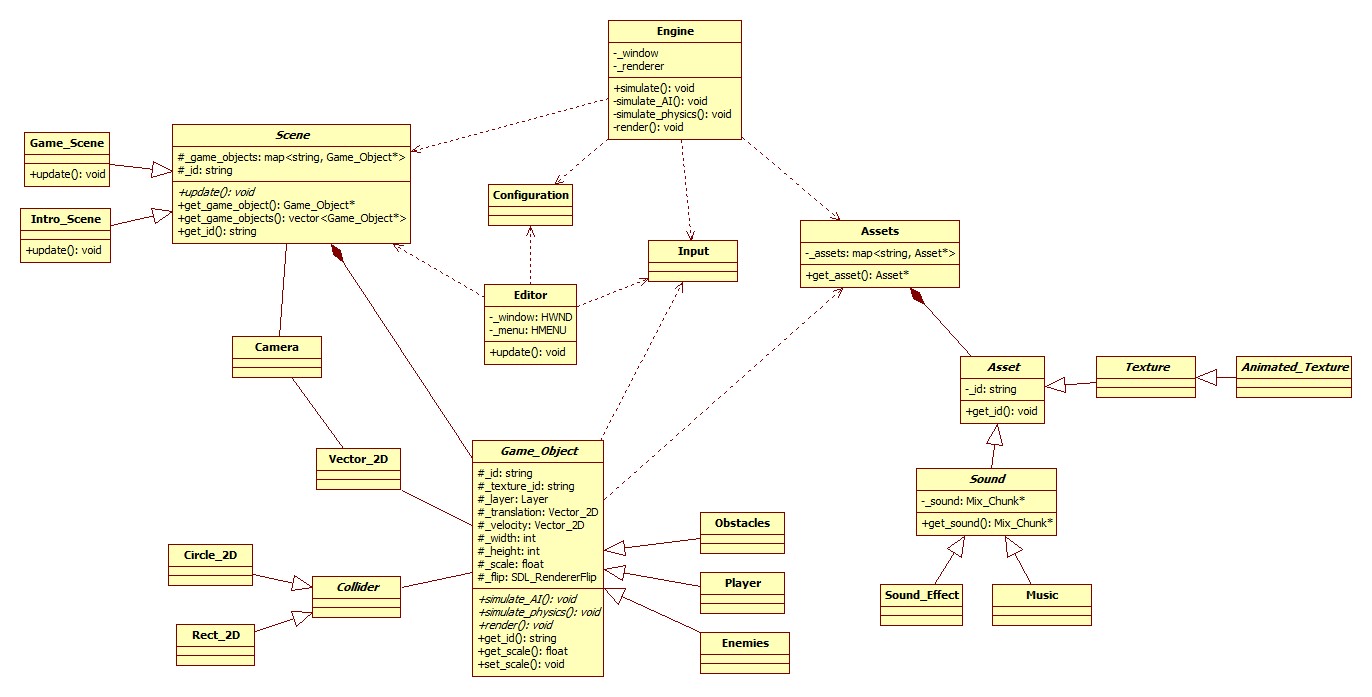 Engine
-_window
-_renderer
+simulate(): void
-simulate_AI(): void
-simulate_physics(): void
-render(): void
Game_Scene
+update(): void
Intro_Scene
+update(): void
Scene
#_game_objects: map<string, Game_Object*>
#_id: string
+update(): void
+get_game_object(): Game_Object*
+get_game_objects(): vector<Game_Object*>
+get_id(): string
Configuration
Input
Assets
-_assets: map<string, Asset*>
+get_asset(): Asset*
Editor
-_window: HWND
-_menu: HMENU
+update(): void
Camera
Vector_2D
Asset
-_id: string
+get_id(): void
Texture
Animated_Texture
Game_Object
#_id: string
#_texture_id: string
#_layer: Layer
#_translation: Vector_2D
#_velocity: Vector_2D
#_width: int
#_height: int
#_scale: float
#_flip: SDL_RendererFlip
+simulate_AI(): void
+simulate_physics(): void
+render(): void
+get_id(): string
+get_scale(): float
+set_scale(): void
Sound
-_sound: Mix_Chunk*
+get_sound(): Mix_Chunk*
Obstacles
Player
Enemies
Circle_2D
Collider
Rect_2D
Sound_Effect
Music